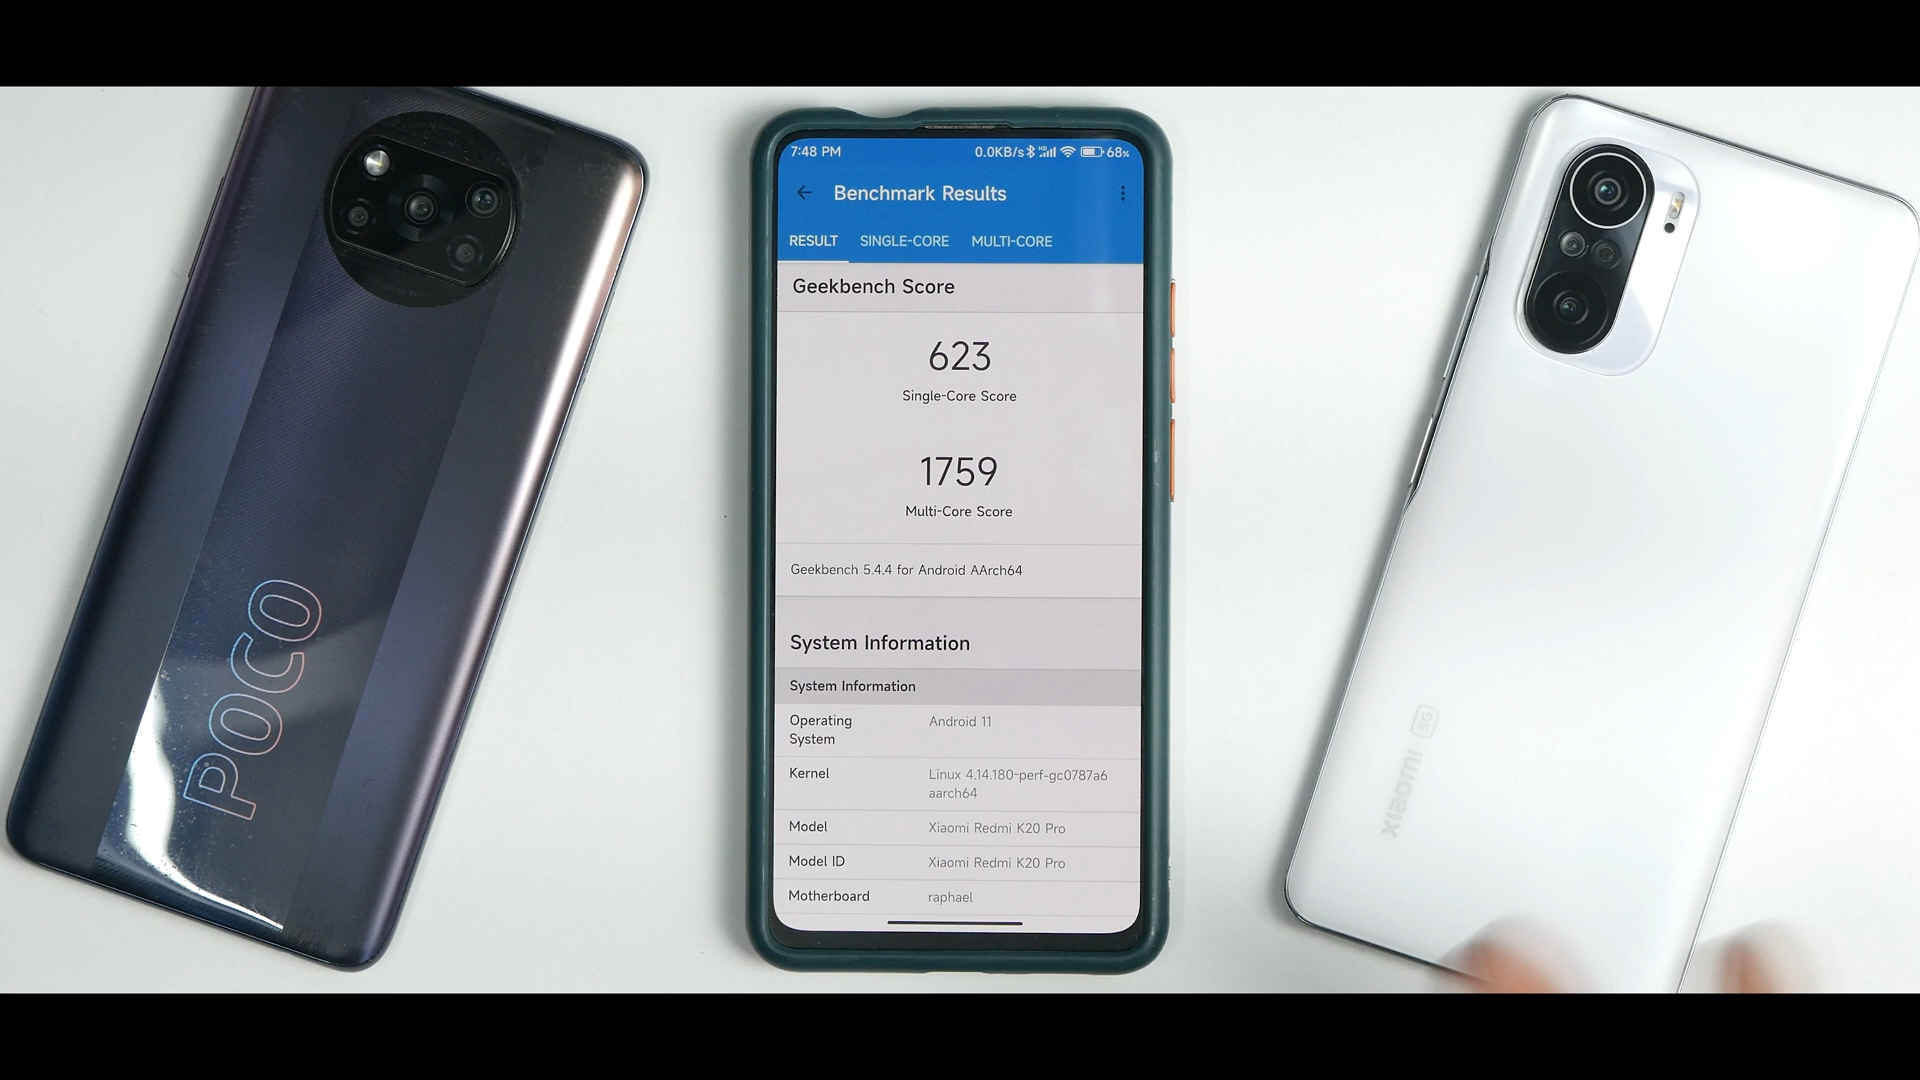 7:48 PM 0.0KB/s HD 68%
Benchmark Results
RESULT SINGLE-CORE MULTI-CORE
Geekbench Score
623
Single-Core Score
1759
Multi-Core Score
Geekbench 5.4.4 for Android AArch64
System Information
System Information
Operating System Android 11
Kernel Linux 4.14.180-perf-gc0787a6 aarch64
Model Xiaomi Redmi K20 Pro
Model ID Xiaomi Redmi K20 Pro
Motherboard raphael
POCO
xiaomi 5G